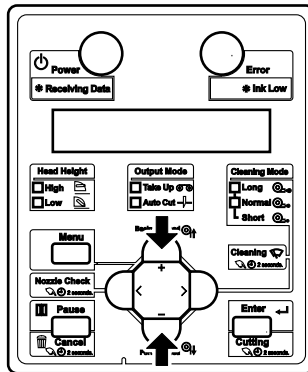 Power
Error
* Receiving Data
* Ink Low
Head Height
High
Low
Output Mode
Take Up
Auto Cut
Cleaning Mode
Long
Normal
Short
Menu
+
-
Cleaning
2 seconds.
Nozzle Check
2 seconds.
Pause
Cancel
2 seconds.
Enter
Cutting
2 seconds.